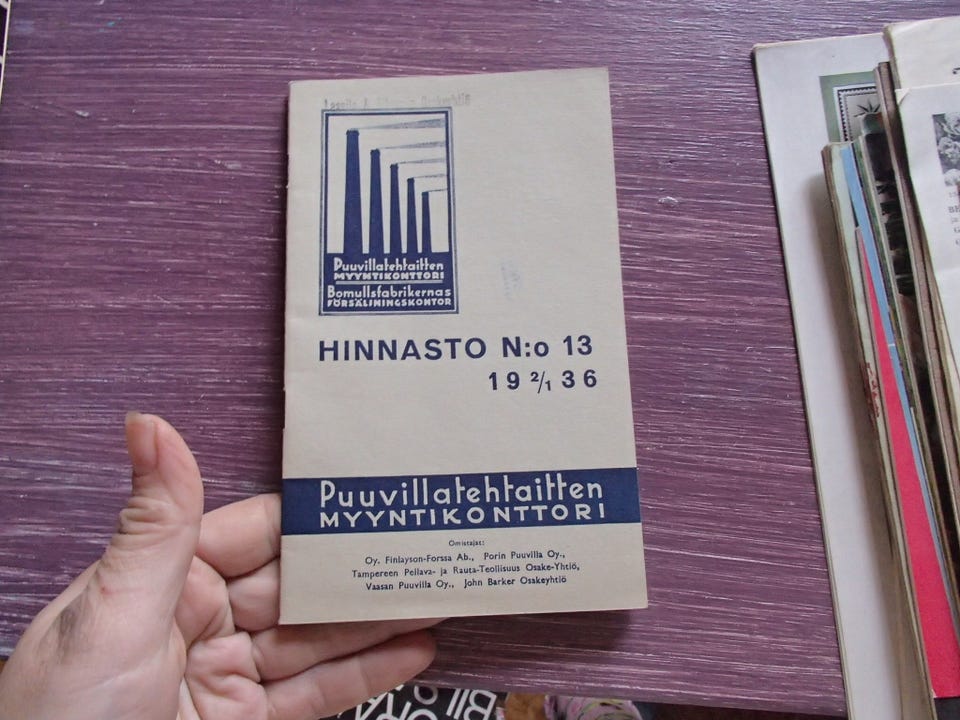 Puuvillatehtaitten
MYYNTIKONTTORI
Bomullsfabrikernas
FÖRSÄLJNINGSKONTOR
HINNASTO N:o 13
19 2/1 36
Puuvillatehtaitten
MYYNTIKONTTORI
Omistajat:
Oy. Finlayson-Forssa Ab., Porin Puuvilla Oy.,
Tampereen Pellava- ja Rauta-Teollisuus Osake-Yhtiö,
Vaasan Puuvilla Oy., John Barker Osakeyhtiö